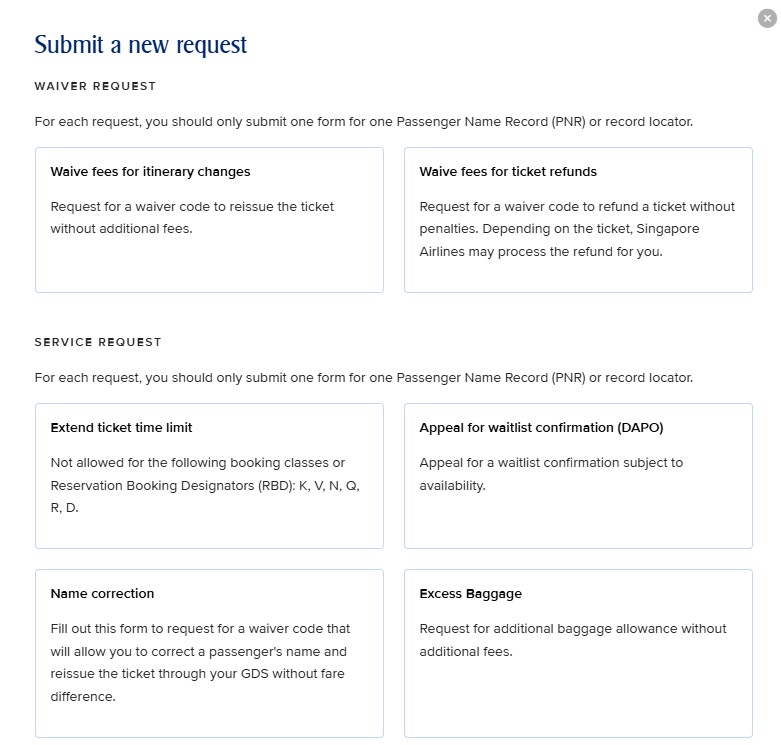 Submit a new request
WAIVER REQUEST
For each request, you should only submit one form for one Passenger Name Record (PNR) or record locator.
Waive fees for itinerary changes
Request for a waiver code to reissue the ticket
without additional fees.
Waive fees for ticket refunds
Request for a waiver code to refund a ticket without
penalties. Depending on the ticket, Singapore
Airlines may process the refund for you.
SERVICE REQUEST
For each request, you should only submit one form for one Passenger Name Record (PNR) or record locator.
Extend ticket time limit
Not allowed for the following booking classes or
Reservation Booking Designators (RBD): K, V, N, Q,
R, D.
Appeal for waitlist confirmation (DAPO)
Appeal for a waitlist confirmation subject to
availability.
Name correction
Fill out this form to request for a waiver code that
will allow you to correct a passenger's name and
reissue the ticket through your GDS without fare
difference.
Excess Baggage
Request for additional baggage allowance without
additional fees.